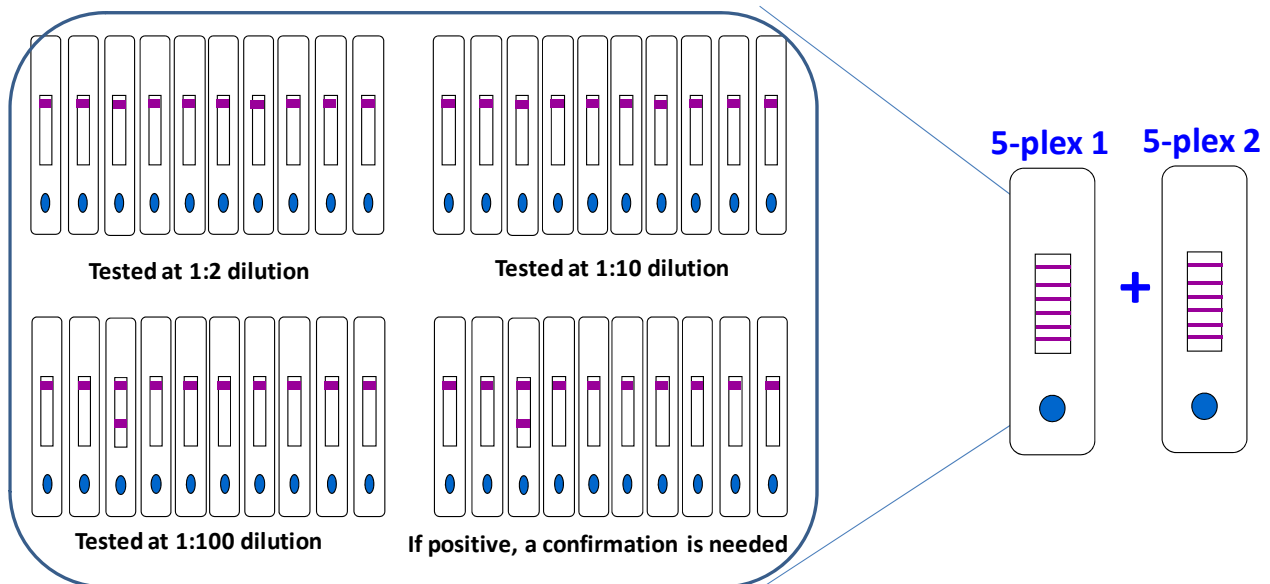 5-plex 1
5-plex 2
Tested at 1:2 dilution
Tested at 1:10 dilution
+
Tested at 1:100 dilution
If positive, a confirmation is needed